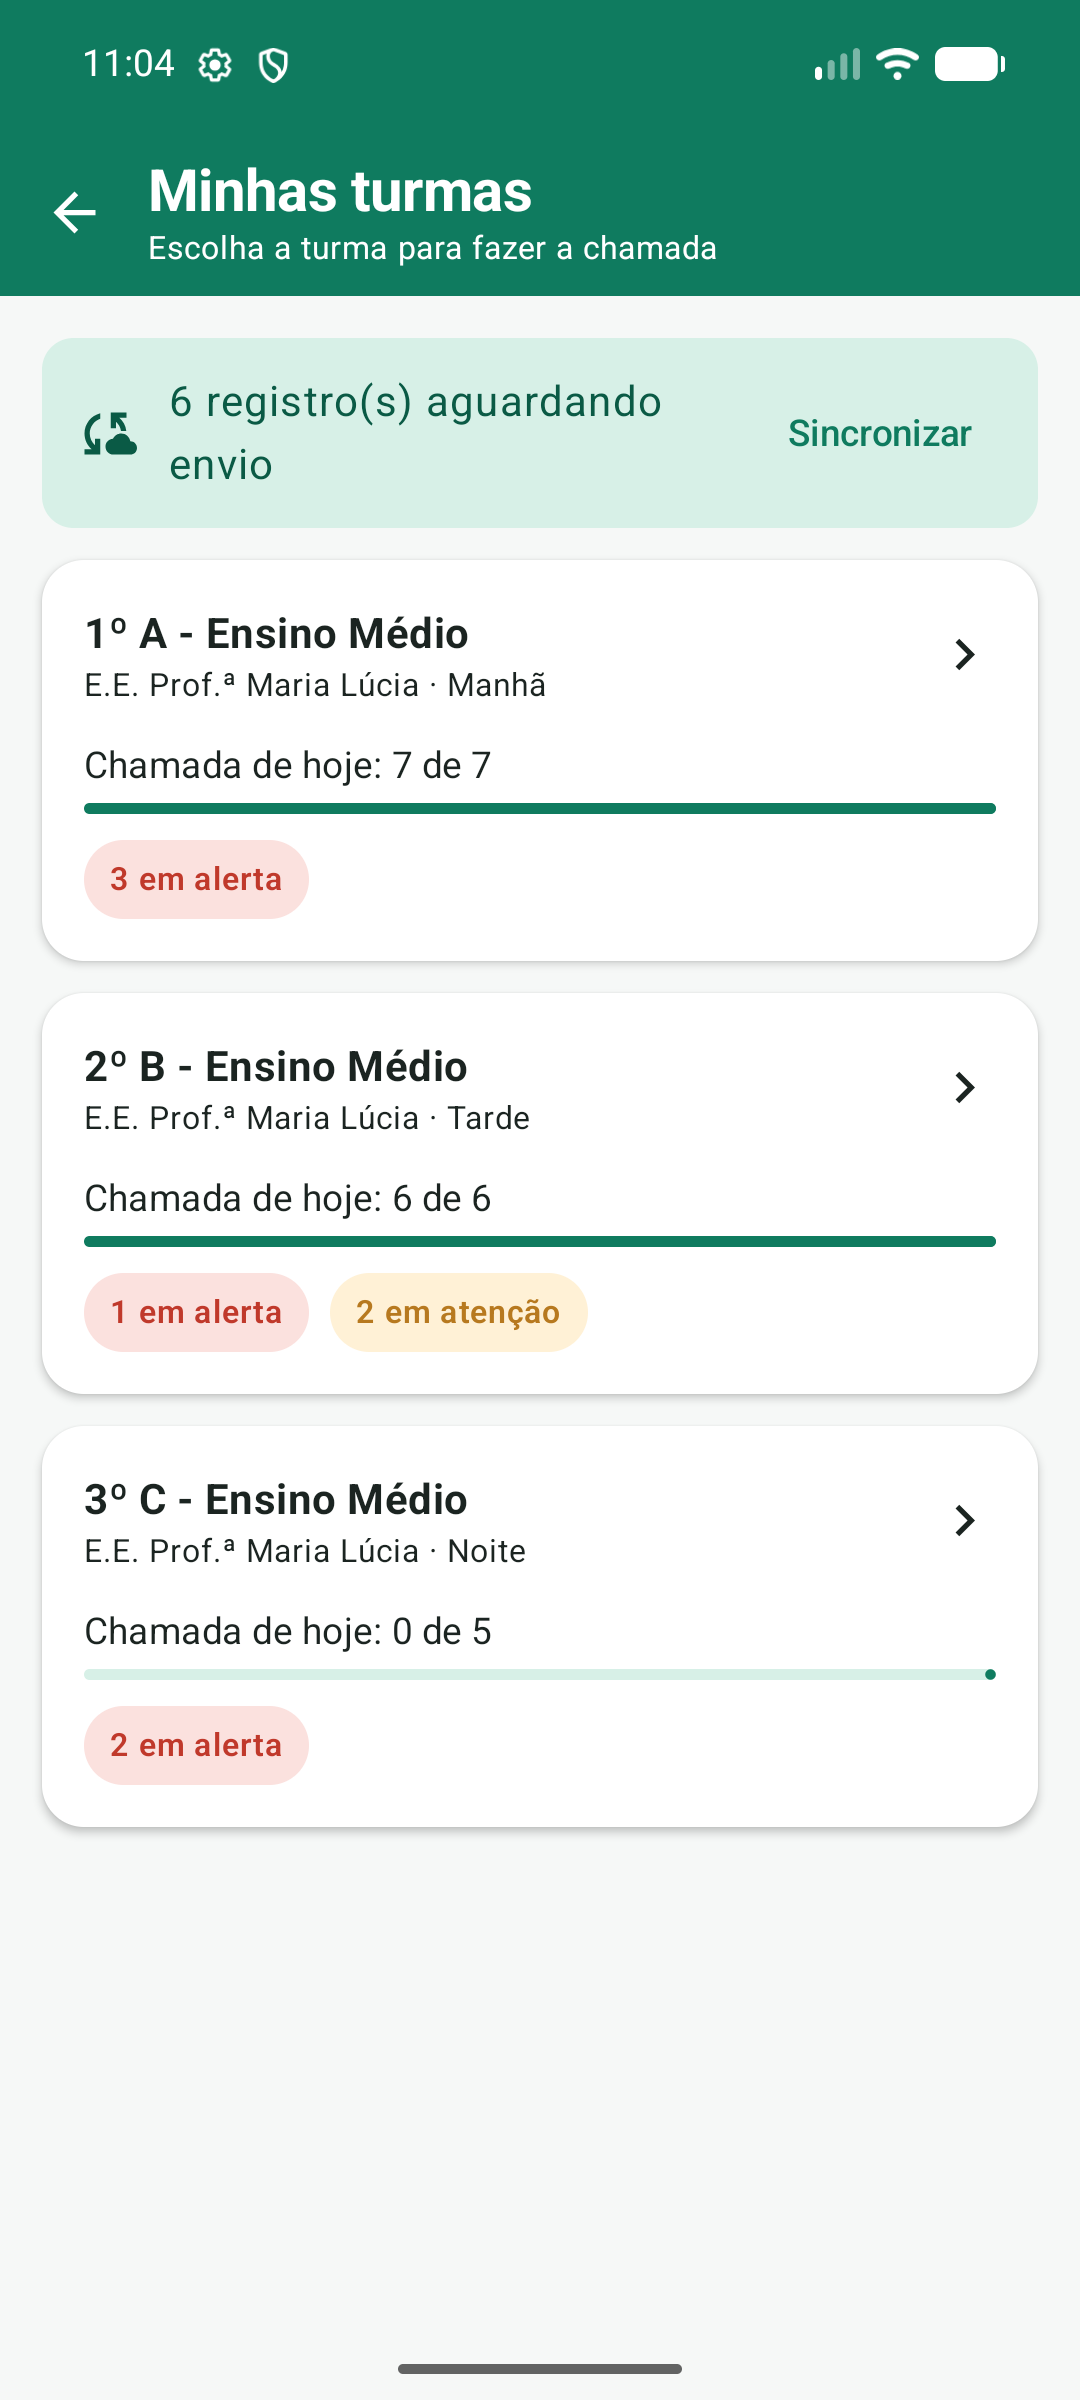 11:04
Minhas turmas
Escolha a turma para fazer a chamada
6 registro(s) aguardando
envio
Sincronizar
1º A - Ensino Médio
E.E. Prof.ª Maria Lúcia · Manhã
Chamada de hoje: 7 de 7
3 em alerta
2º B - Ensino Médio
E.E. Prof.ª Maria Lúcia · Tarde
Chamada de hoje: 6 de 6
1 em alerta
2 em atenção
3º C - Ensino Médio
E.E. Prof.ª Maria Lúcia · Noite
Chamada de hoje: 0 de 5
2 em alerta